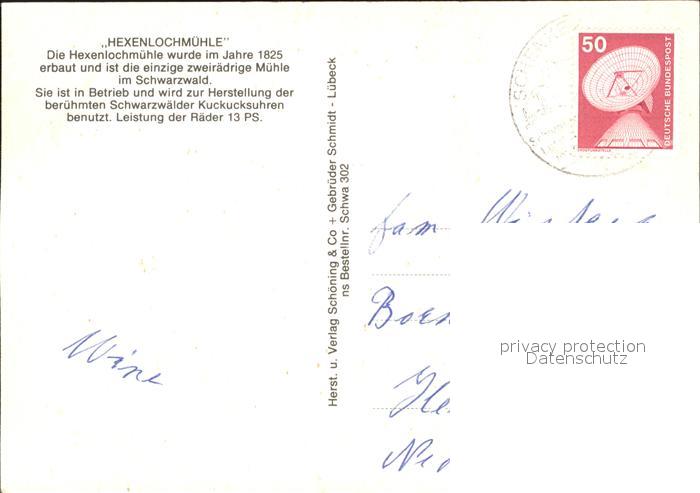 „HEXENLOCHMÜHLE"
Die Hexenlochmühle wurde im Jahre 1825
erbaut und ist die einzige zweirädrige Mühle
im Schwarzwald.
Sie ist in Betrieb und wird zur Herstellung der
berühmten Schwarzwälder Kuckucksuhren
benutzt. Leistung der Räder 13 PS.
Herst. u. Verlag Schöning & Co + Gebrüder Schmidt - Lübeck
ns Bestellnr. Schwa 302
50
DEUTSCHE BUNDESPOST
ERDFUNKSTELLE
fam
privacy protection
Datenschutz